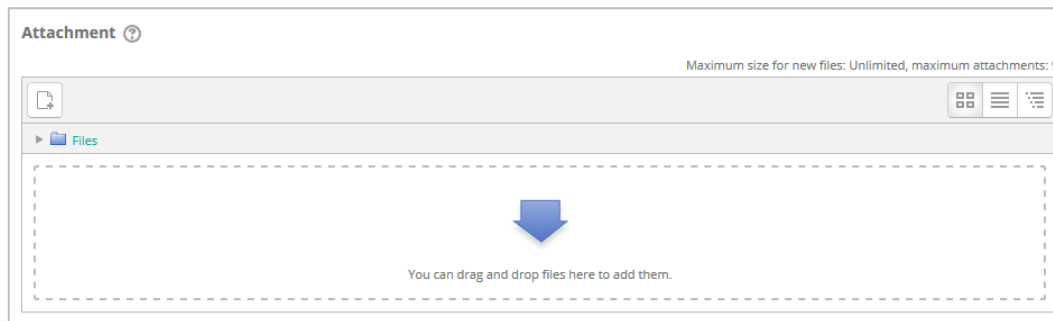 Attachment
Maximum size for new files: Unlimited, maximum attachments:
Files
You can drag and drop files here to add them.